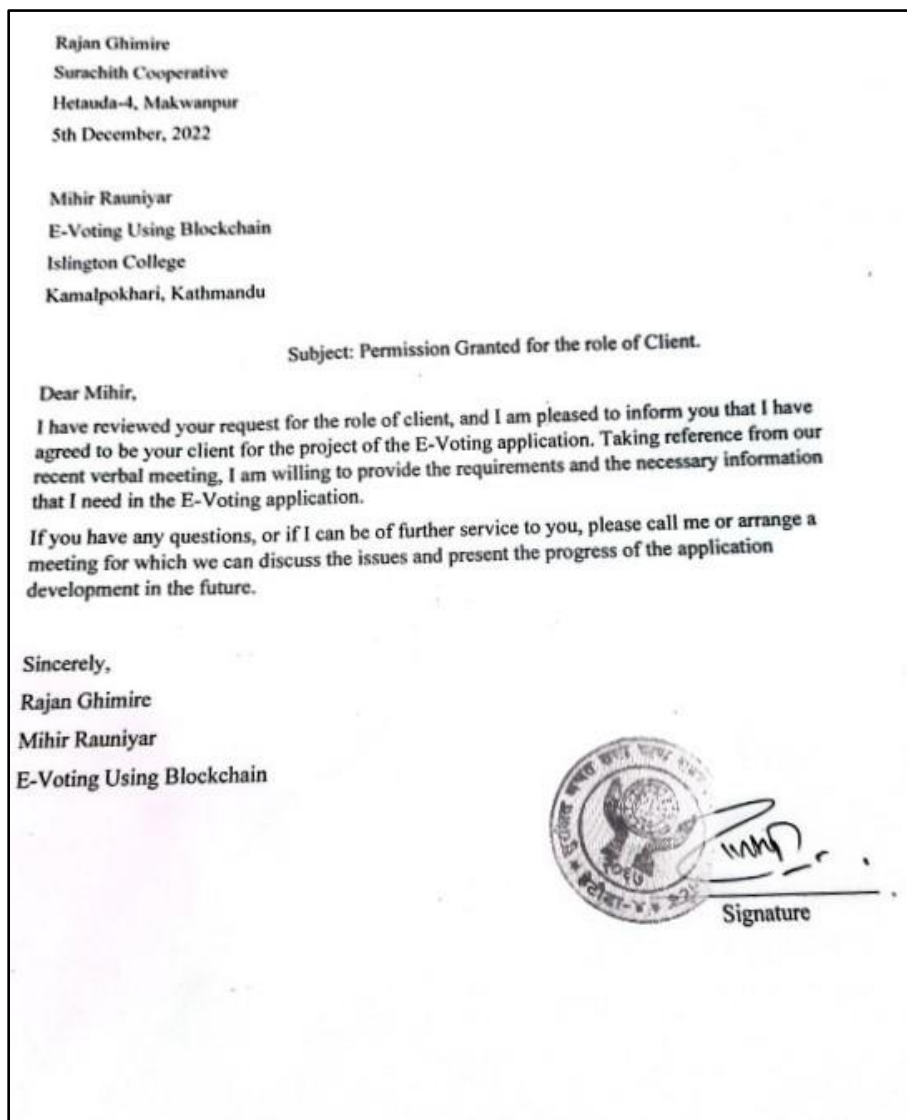 Rajan Ghimire
Surachith Cooperative
Hetauda-4, Makwanpur
5th December, 2022
Mihir Rauniyar
E-Voting Using Blockchain
Islington College
Kamalpokhari, Kathmandu
Subject: Permission Granted for the role of Client.
Dear Mihir,
I have reviewed your request for the role of client, and I am pleased to inform you that I have
agreed to be your client for the project of the E-Voting application. Taking reference from our
recent verbal meeting, I am willing to provide the requirements and the necessary information
that I need in the E-Voting application.
If you have any questions, or if I can be of further service to you, please call me or arrange a
meeting for which we can discuss the issues and present the progress of the application
development in the future.
Sincerely,
Rajan Ghimire
Mihir Rauniyar
E-Voting Using Blockchain
Signature